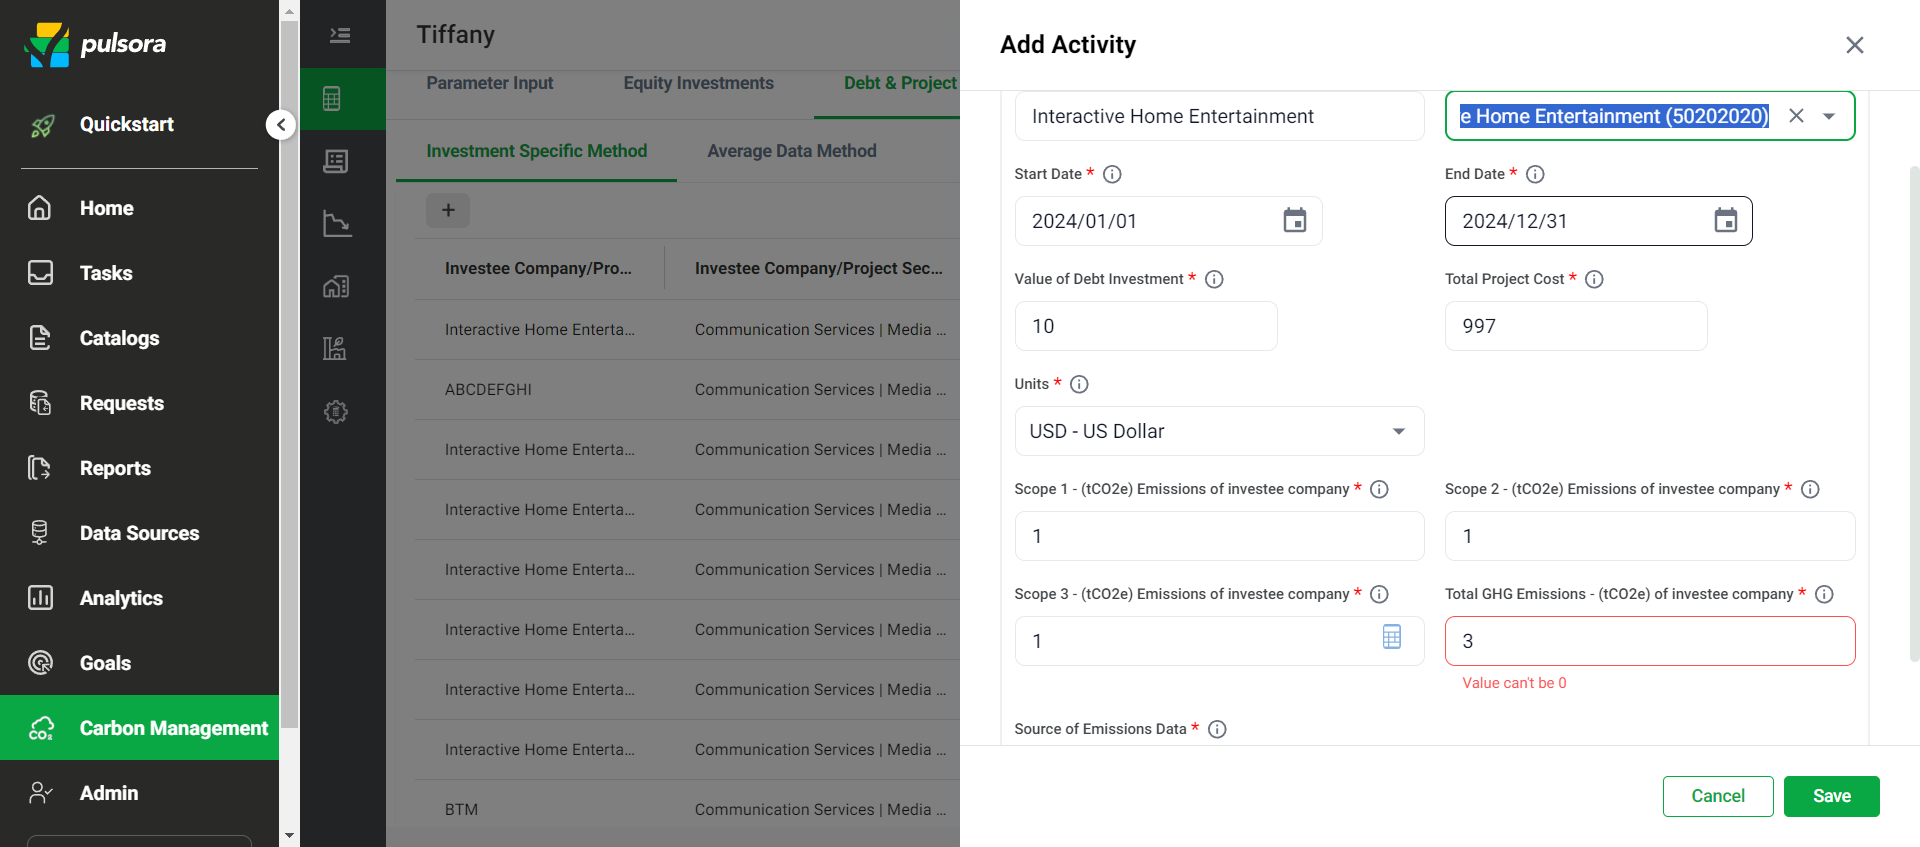 pulsora
Quickstart
Home
Tasks
Catalogs
Requests
Reports
Data Sources
Analytics
Goals
Carbon Management
Admin
Tiffany
Parameter Input
Equity Investments
Debt & Project
Investment Specific Method
Average Data Method
+
Investee Company/Pro...
Investee Company/Project Sec...
Interactive Home Enterta...
Communication Services | Media ...
ABCDEFGHI
Communication Services | Media ...
Interactive Home Enterta...
Communication Services | Media ...
Interactive Home Enterta...
Communication Services | Media ...
Interactive Home Enterta...
Communication Services | Media ...
Interactive Home Enterta...
Communication Services | Media ...
Interactive Home Enterta...
Communication Services | Media ...
Interactive Home Enterta...
Communication Services | Media ...
BTM
Communication Services | Media ...
Add Activity
Interactive Home Entertainment
e Home Entertainment (50202020)
Start Date *
End Date *
2024/01/01
2024/12/31
Value of Debt Investment *
Total Project Cost *
10
997
Units *
USD - US Dollar
Scope 1 - (tCO2e) Emissions of investee company *
Scope 2 - (tCO2e) Emissions of investee company *
1
1
Scope 3 - (tCO2e) Emissions of investee company *
Total GHG Emissions - (tCO2e) of investee company *
1
3
Value can't be 0
Source of Emissions Data *
Cancel
Save